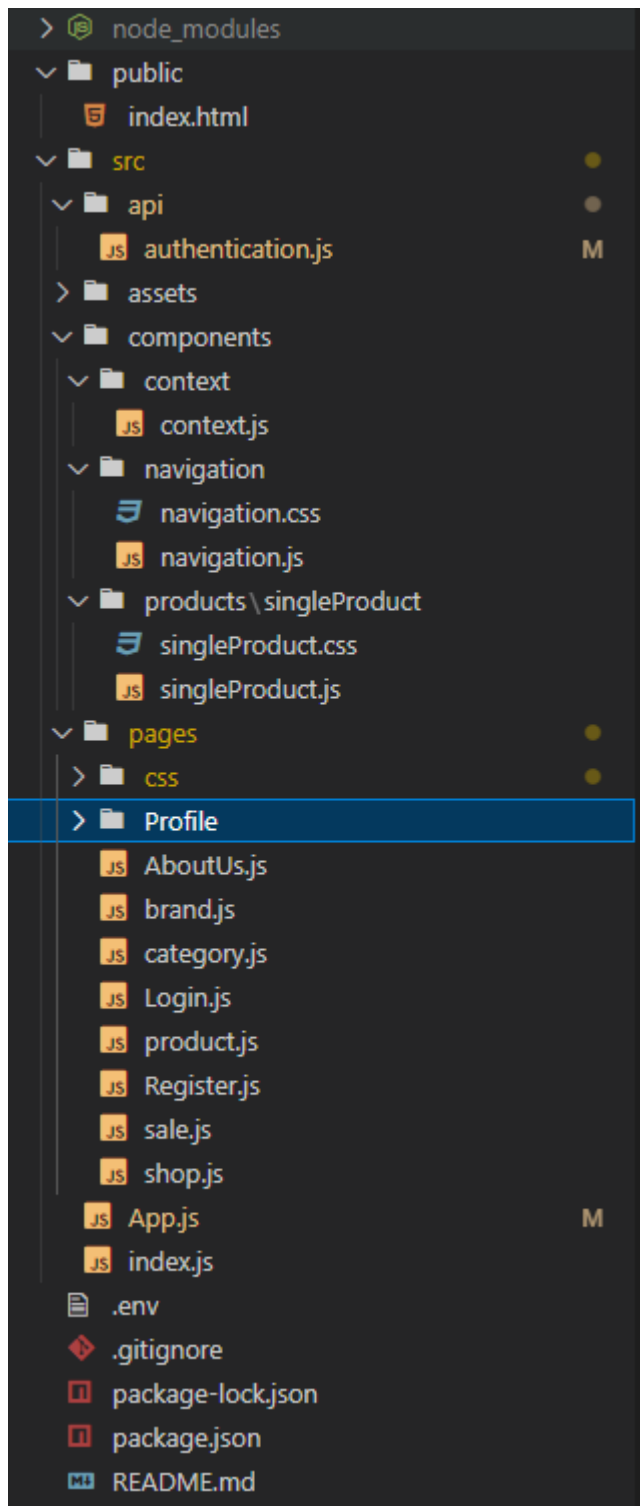 node_modules
public
index.html
src
api
authentication.js M
assets
components
context
context.js
navigation
navigation.css
navigation.js
products\singleProduct
singleProduct.css
singleProduct.js
pages
css
Profile
AboutUs.js
brand.js
category.js
Login.js
product.js
Register.js
sale.js
shop.js
App.js M
index.js
.env
.gitignore
package-lock.json
package.json
README.md